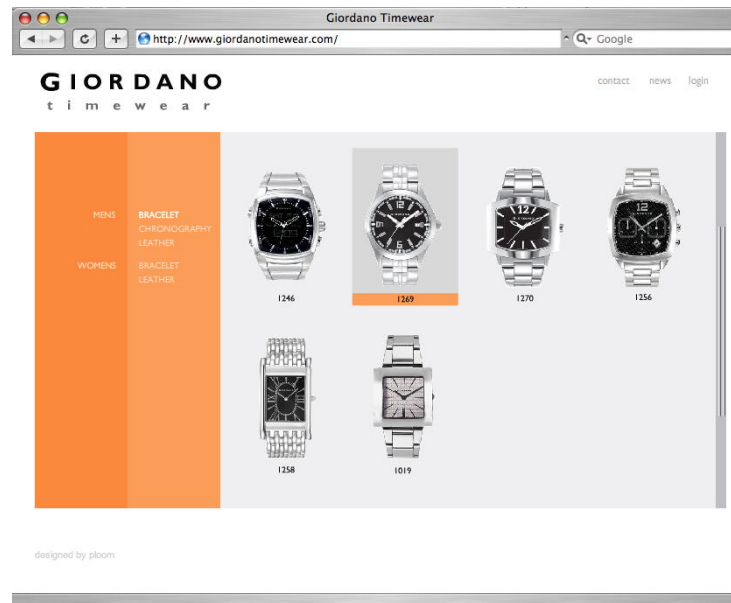 Giordano Timewear
http://www.giordanotimewear.com/
Google
GIORDANO
timewear
contact news login
MENS BRACELET
CHRONOGRAPHY
LEATHER
WOMENS BRACELET
LEATHER
1246 1269 1270 1256
1258 1019
designed by ploom